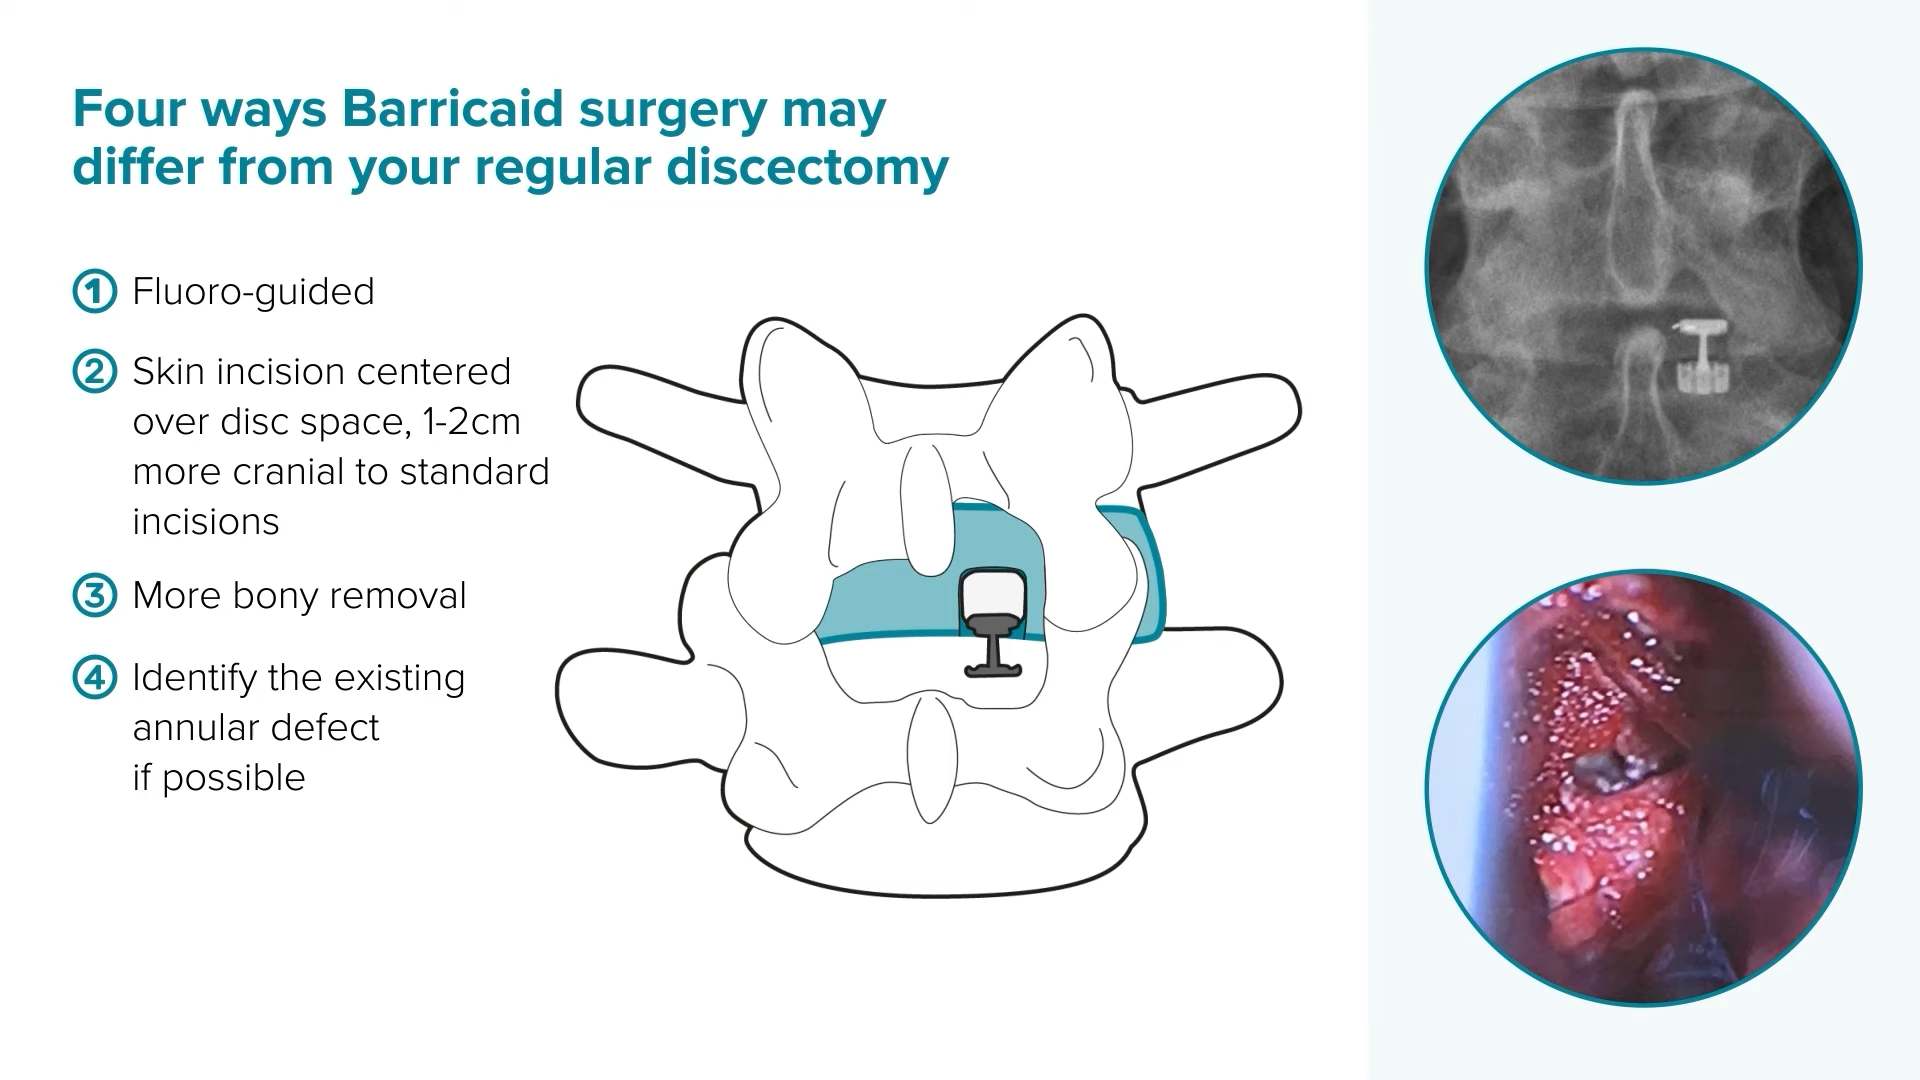 Four ways Barricaid surgery may
differ from your regular discectomy
1 Fluoro-guided
2 Skin incision centered
over disc space, 1-2cm
more cranial to standard
incisions
3 More bony removal
4 Identify the existing
annular defect
if possible